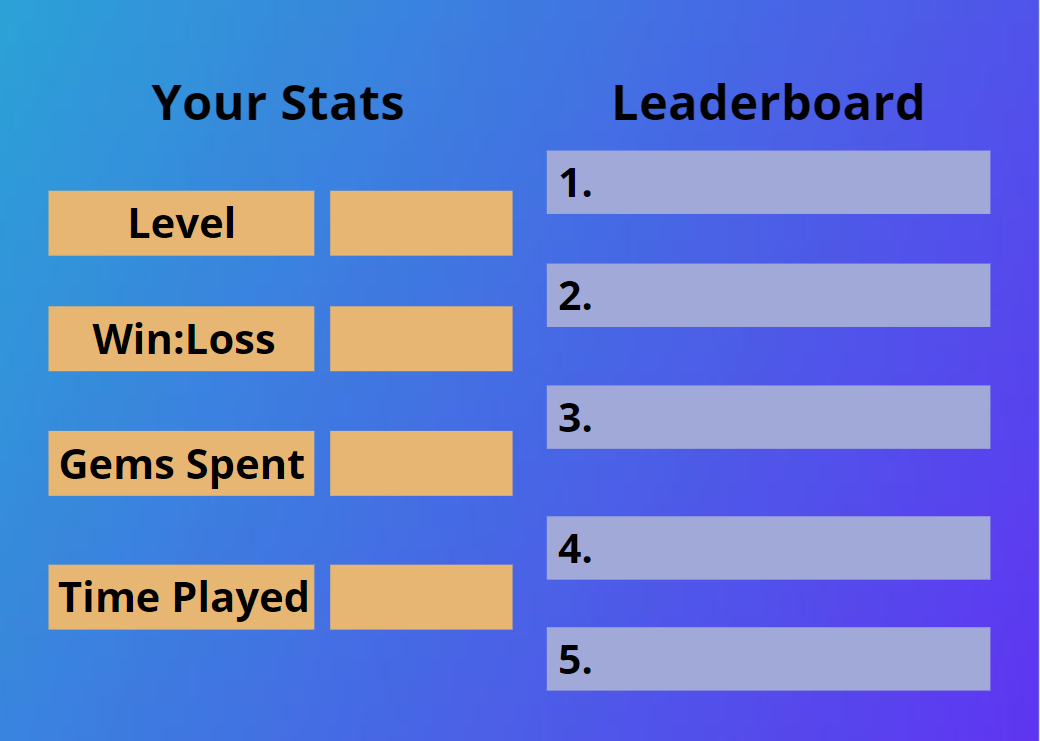 Your Stats
Level
Win:Loss
Gems Spent
Time Played
Leaderboard
1.
2.
3.
4.
5.